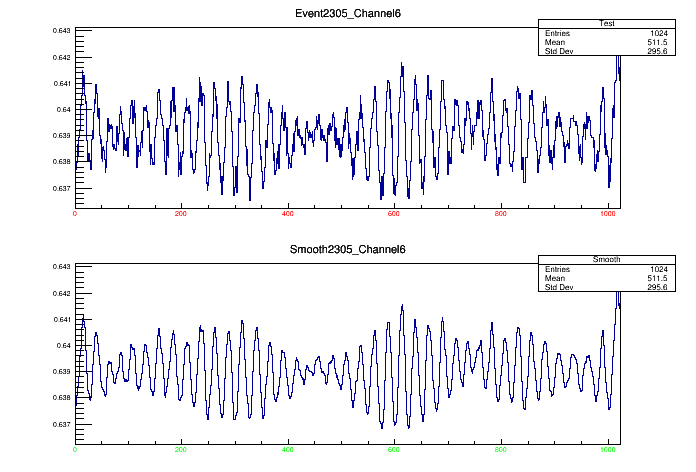 Event2305_Channel6
Test
Entries 1024
Mean 511.5
Std Dev 295.6
0.643
0.642
0.641
0.64
0.639
0.638
0.637
0 200 400 600 800 1000
Smooth2305_Channel6
Smooth
Entries 1024
Mean 511.5
Std Dev 295.6
0.643
0.642
0.641
0.64
0.639
0.638
0.637
0 200 400 600 800 1000